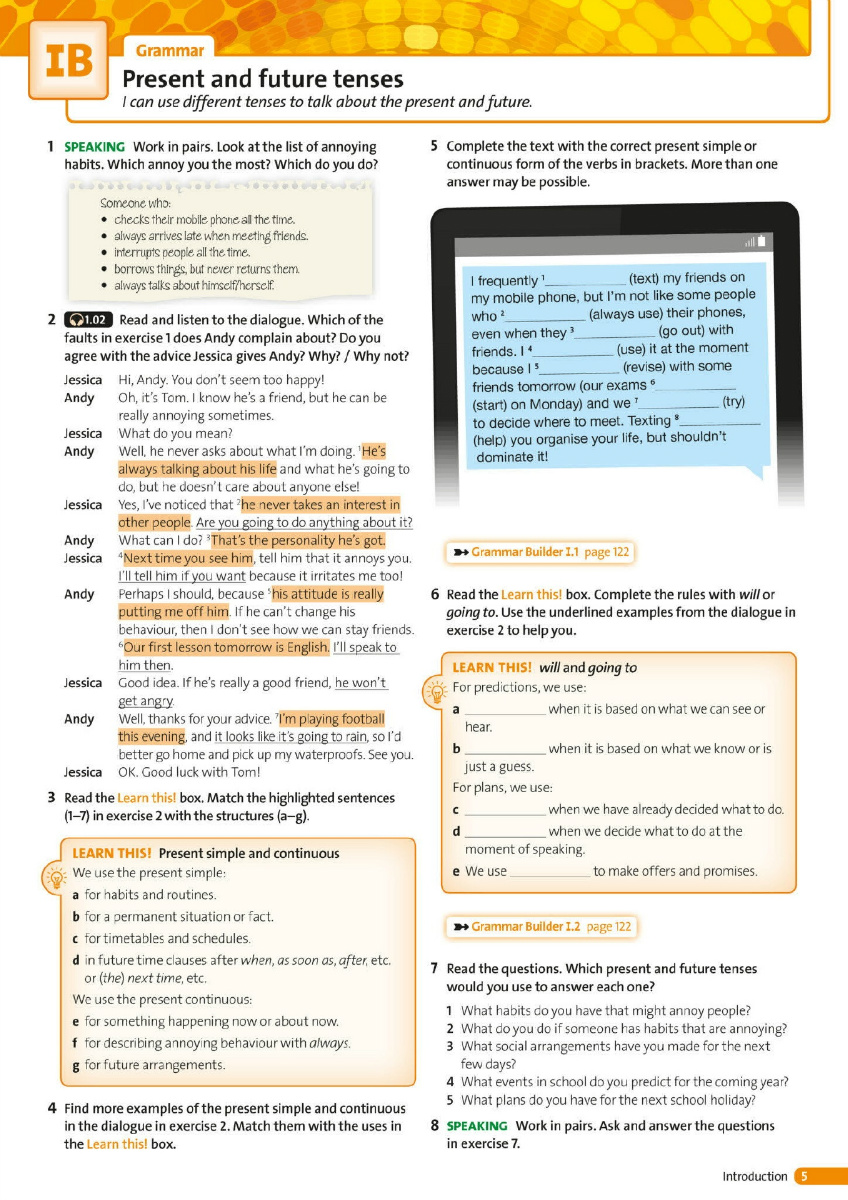 IB
Grammar
Present and future tenses
I can use different tenses to talk about the present and future.
1 SPEAKING Work in pairs. Look at the list of annoying
habits. Which annoy you the most? Which do you do?
Someone who:
• checks their mobile phone all the time.
• always arrives late when meeting friends.
• interrupts people all the time.
• borrows things, but never returns them.
• always talks about himself/herself.
2 1.02 Read and listen to the dialogue. Which of the
faults in exercise 1 does Andy complain about? Do you
agree with the advice Jessica gives Andy? Why? / Why not?
Jessica Hi, Andy. You don't seem too happy!
Andy Oh, it's Tom. I know he's a friend, but he can be
really annoying sometimes.
Jessica What do you mean?
Andy Well, he never asks about what I'm doing. ¹He's
always talking about his life and what he's going to
do, but he doesn't care about anyone else!
Jessica Yes, I've noticed that ²he never takes an interest in
other people. Are you going to do anything about it?
Andy What can I do? ³That's the personality he's got.
Jessica ⁴Next time you see him, tell him that it annoys you.
I'll tell him if you want because it irritates me too!
Andy Perhaps I should, because ⁵his attitude is really
putting me off him. If he can't change his
behaviour, then I don't see how we can stay friends.
⁶Our first lesson tomorrow is English. I'll speak to
him then.
Jessica Good idea. If he's really a good friend, he won't
get angry.
Andy Well, thanks for your advice. ⁷I'm playing football
this evening, and it looks like it's going to rain, so I'd
better go home and pick up my waterproofs. See you.
Jessica OK. Good luck with Tom!
3 Read the Learn this! box. Match the highlighted sentences
(1–7) in exercise 2 with the structures (a–g).
LEARN THIS! Present simple and continuous
We use the present simple:
a for habits and routines.
b for a permanent situation or fact.
c for timetables and schedules.
d in future time clauses after when, as soon as, after, etc.
or (the) next time, etc.
We use the present continuous:
e for something happening now or about now.
f for describing annoying behaviour with always.
g for future arrangements.
4 Find more examples of the present simple and continuous
in the dialogue in exercise 2. Match them with the uses in
the Learn this! box.
5 Complete the text with the correct present simple or
continuous form of the verbs in brackets. More than one
answer may be possible.
I frequently ¹____________ (text) my friends on
my mobile phone, but I'm not like some people
who ²____________ (always use) their phones,
even when they ³____________ (go out) with
friends. I ⁴____________ (use) it at the moment
because I ⁵____________ (revise) with some
friends tomorrow (our exams ⁶____________
(start) on Monday) and we ⁷____________ (try)
to decide where to meet. Texting ⁸____________
(help) you organise your life, but shouldn't
dominate it!
Grammar Builder I.1 page 122
6 Read the Learn this! box. Complete the rules with will or
going to. Use the underlined examples from the dialogue in
exercise 2 to help you.
LEARN THIS! will and going to
For predictions, we use:
a ____________ when it is based on what we can see or
hear.
b ____________ when it is based on what we know or is
just a guess.
For plans, we use:
c ____________ when we have already decided what to do.
d ____________ when we decide what to do at the
moment of speaking.
e We use ____________ to make offers and promises.
Grammar Builder I.2 page 122
7 Read the questions. Which present and future tenses
would you use to answer each one?
1 What habits do you have that might annoy people?
2 What do you do if someone has habits that are annoying?
3 What social arrangements have you made for the next
few days?
4 What events in school do you predict for the coming year?
5 What plans do you have for the next school holiday?
8 SPEAKING Work in pairs. Ask and answer the questions
in exercise 7.
Introduction 5